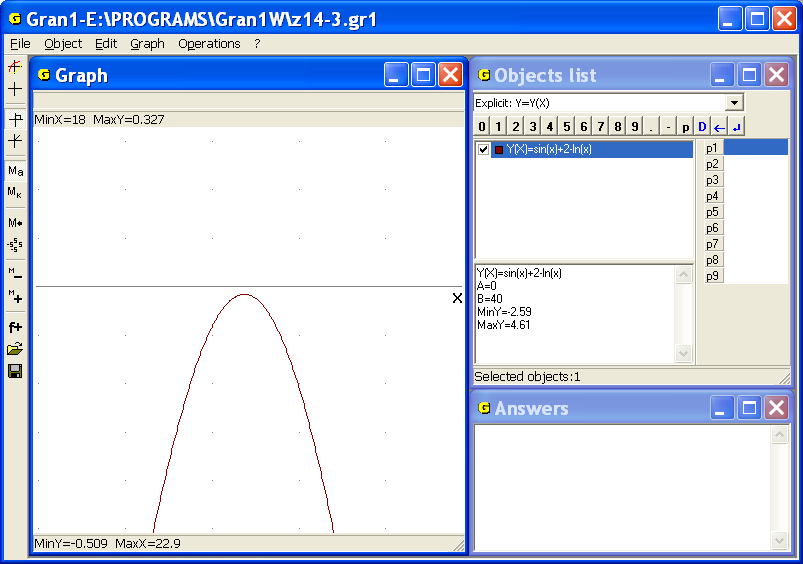 Gran1-E:\PROGRAMS\Gran1W\z14-3.gr1
File Object Edit Graph Operations ?
Graph
MinX=18 MaxY=0.327
X
MinY=-0.509 MaxX=22.9
Ma
Mк
M
-sss
M
M
f+
Objects list
Explicit: Y=Y(X)
0 1 2 3 4 5 6 7 8 9 . - p D ← ↲
Y(X)=sin(x)+2-ln(x)
p1
p2
p3
p4
p5
p6
p7
p8
p9
Y(X)=sin(x)+2-ln(x)
A=0
B=40
MinY=-2.59
MaxY=4.61
Selected objects:1
Answers